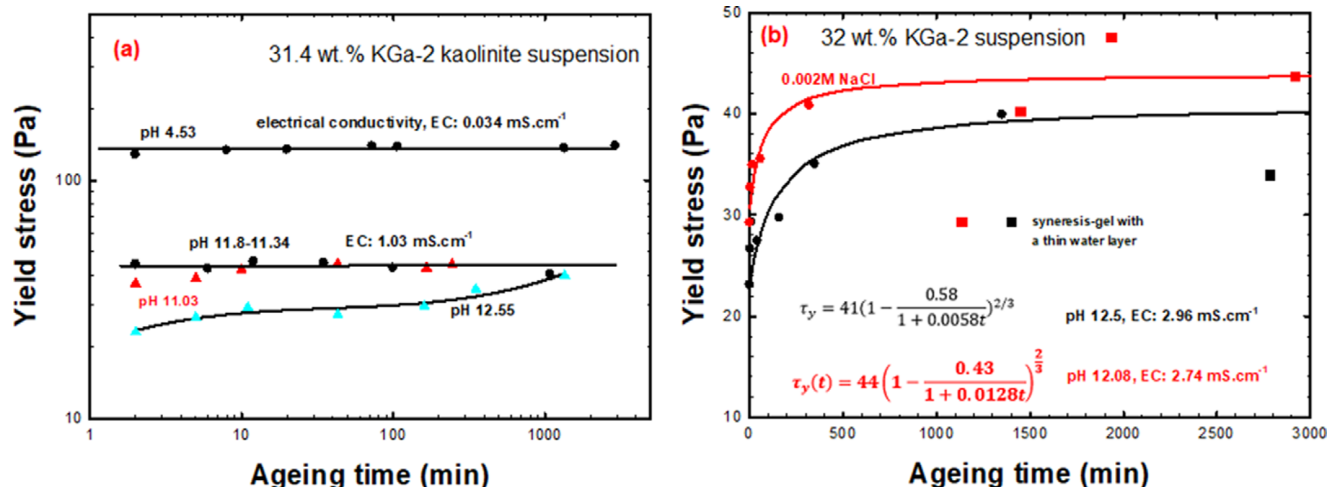 (a)
31.4 wt.% KGa-2 kaolinite suspension
electrical conductivity, EC: 0.034 mS.cm⁻¹
pH 4.53
pH 11.8-11.34
EC: 1.03 mS.cm⁻¹
pH 11.03
pH 12.55
Yield stress (Pa)
100
10
1
10
100
1000
Ageing time (min)
(b)
32 wt.% KGa-2 suspension
0.002M NaCl
syneresis-gel with
a thin water layer
τy = 41(1 − 0.58/(1 + 0.0058t))^2/3
pH 12.5, EC: 2.96 mS.cm⁻¹
τy(t) = 44(1 − 0.43/(1 + 0.0128t))^2/3
pH 12.08, EC: 2.74 mS.cm⁻¹
Yield stress (Pa)
50
40
30
20
10
0
500
1000
1500
2000
2500
3000
Ageing time (min)